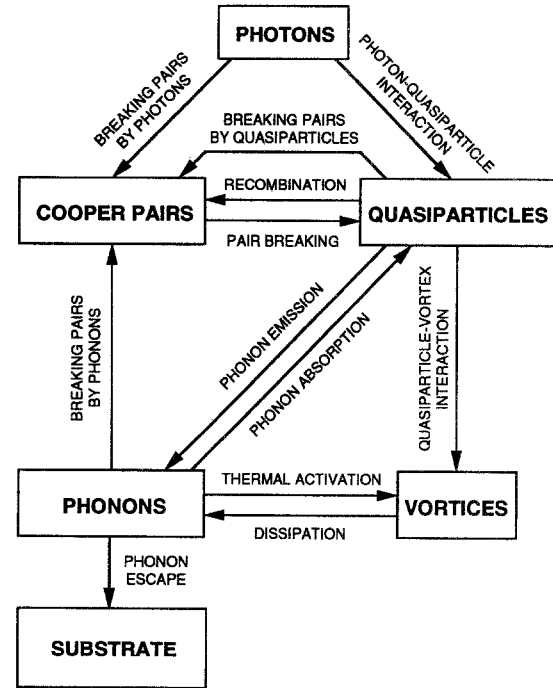 PHOTONS
BREAKING PAIRS
BY PHOTONS
PHOTON-QUASIPARTICLE
INTERACTION
BREAKING PAIRS
BY QUASIPARTICLES
COOPER PAIRS
RECOMBINATION
QUASIPARTICLES
PAIR BREAKING
BREAKING PAIRS
BY PHONONS
PHONON EMISSION
PHONON ABSORPTION
QUASIPARTICLE-VORTEX
INTERACTION
PHONONS
THERMAL ACTIVATION
VORTICES
DISSIPATION
PHONON
ESCAPE
SUBSTRATE